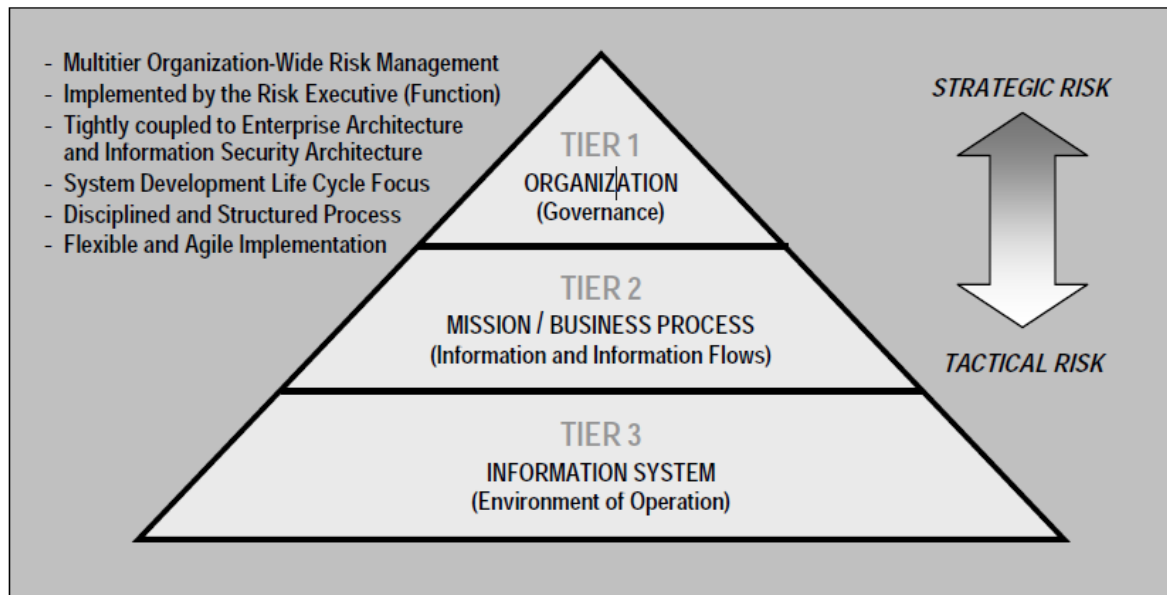 - Multitier Organization-Wide Risk Management
- Implemented by the Risk Executive (Function)
- Tightly coupled to Enterprise Architecture
and Information Security Architecture
- System Development Life Cycle Focus
- Disciplined and Structured Process
- Flexible and Agile Implementation
STRATEGIC RISK
TIER 1
ORGANIZATION
(Governance)
TIER 2
MISSION / BUSINESS PROCESS
(Information and Information Flows)
TACTICAL RISK
TIER 3
INFORMATION SYSTEM
(Environment of Operation)